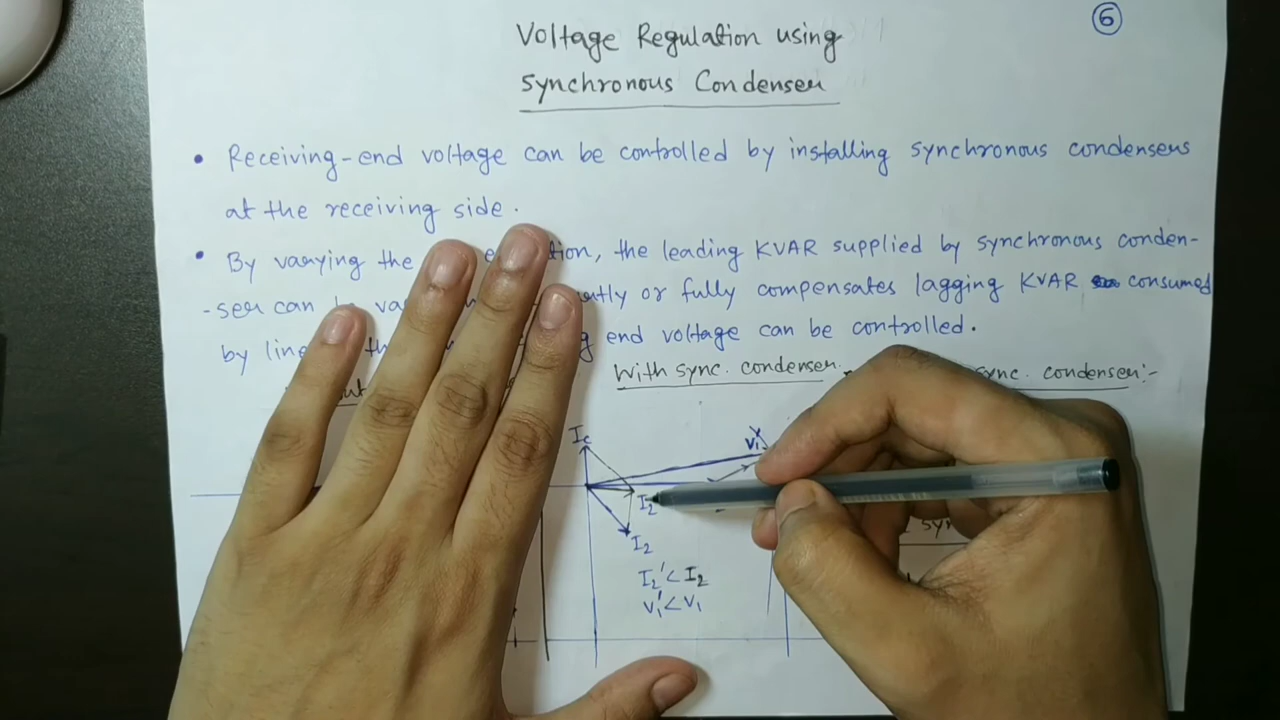 6
Voltage Regulation using
Synchronous Condenser
• Receiving-end voltage can be controlled by installing synchronous condensers
at the receiving side.
• By varying the tion, the leading KVAR supplied by synchronous conden-
-ser can or fully compensates lagging KVAR consumed
by line end voltage can be controlled.
With sync. condenser. sync. condenser:-
Ic
V1
I2
I2
I2' < I2
V1' < V1